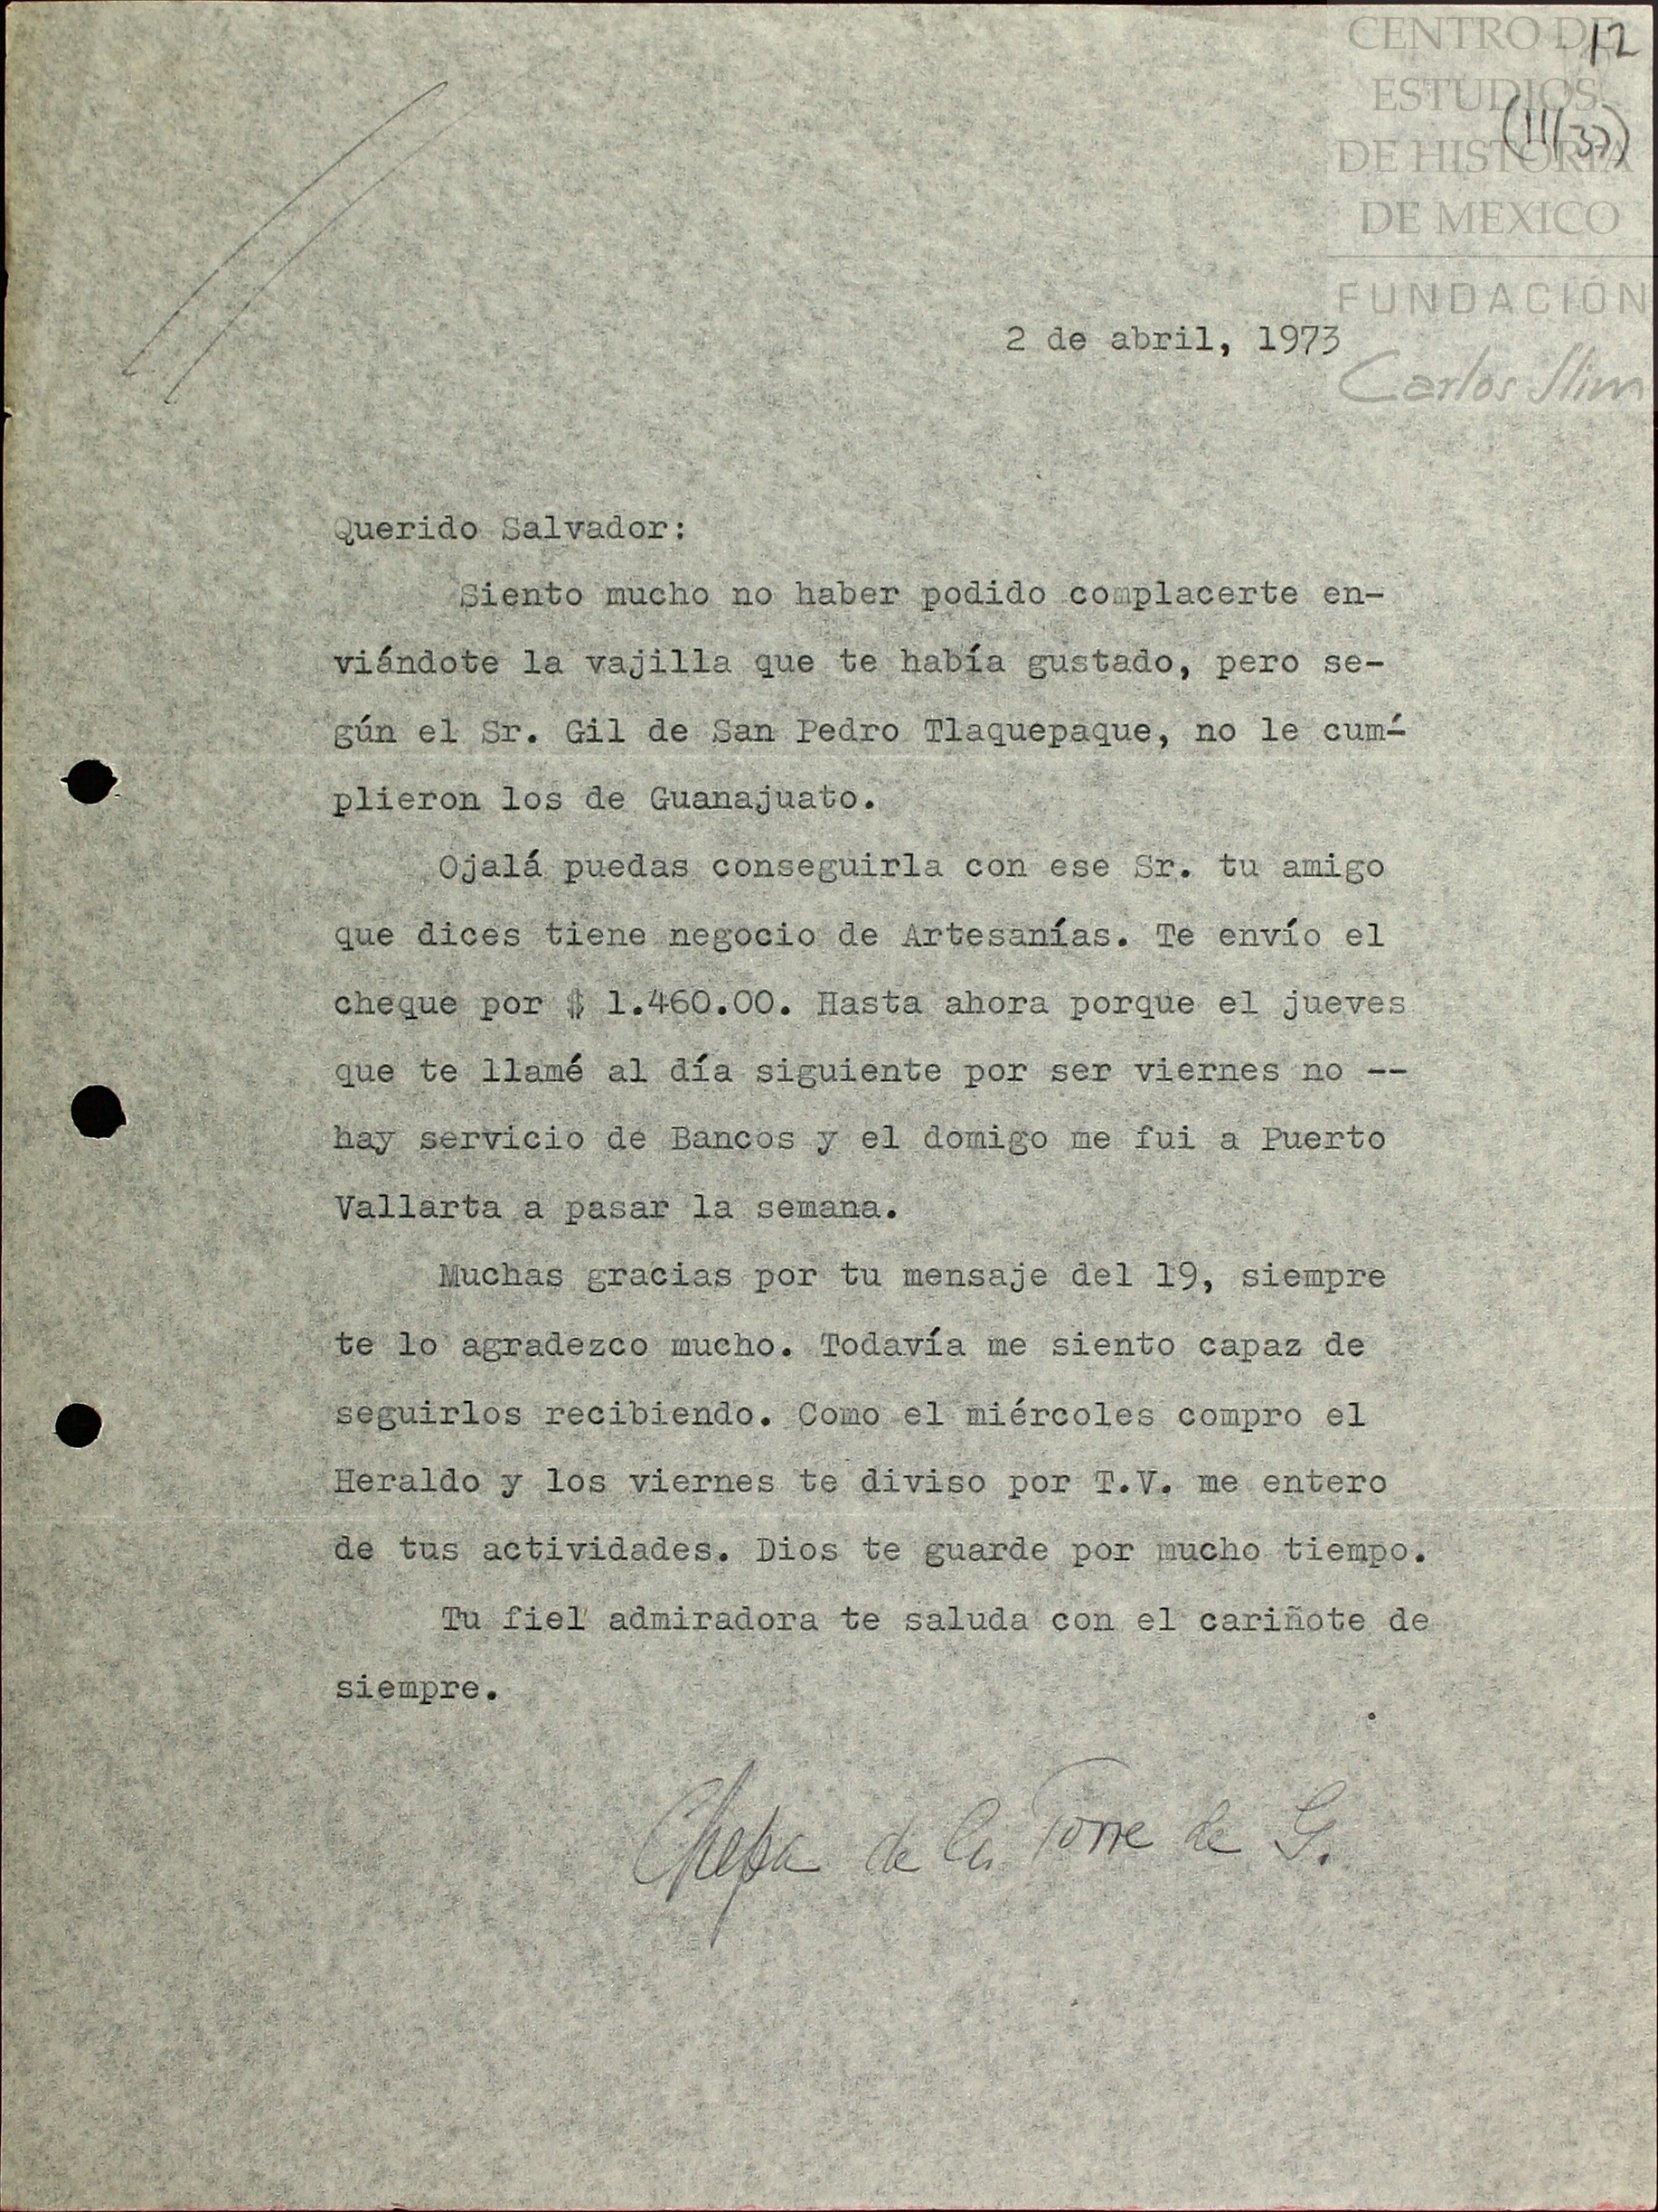 CENTRO DE
12
ESTUDIOS
(III/37)
DE HISTORIA
DE MEXICO
FUNDACIÓN
Carlos Slim
2 de abril, 1973
Querido Salvador:
Siento mucho no haber podido complacerte en-
viándote la vajilla que te había gustado, pero se-
gún el Sr. Gil de San Pedro Tlaquepaque, no le cum-
plieron los de Guanajuato.
Ojalá puedas conseguirla con ese Sr. tu amigo
que dices tiene negocio de Artesanías. Te envío el
cheque por $ 1.460.00. Hasta ahora porque el jueves
que te llamé al día siguiente por ser viernes no --
hay servicio de Bancos y el domigo me fui a Puerto
Vallarta a pasar la semana.
Muchas gracias por tu mensaje del 19, siempre
te lo agradezco mucho. Todavía me siento capaz de
seguirlos recibiendo. Como el miércoles compro el
Heraldo y los viernes te diviso por T.V. me entero
de tus actividades. Dios te guarde por mucho tiempo.
Tu fiel admiradora te saluda con el cariñote de
siempre.
Chepa de la Torre de G.